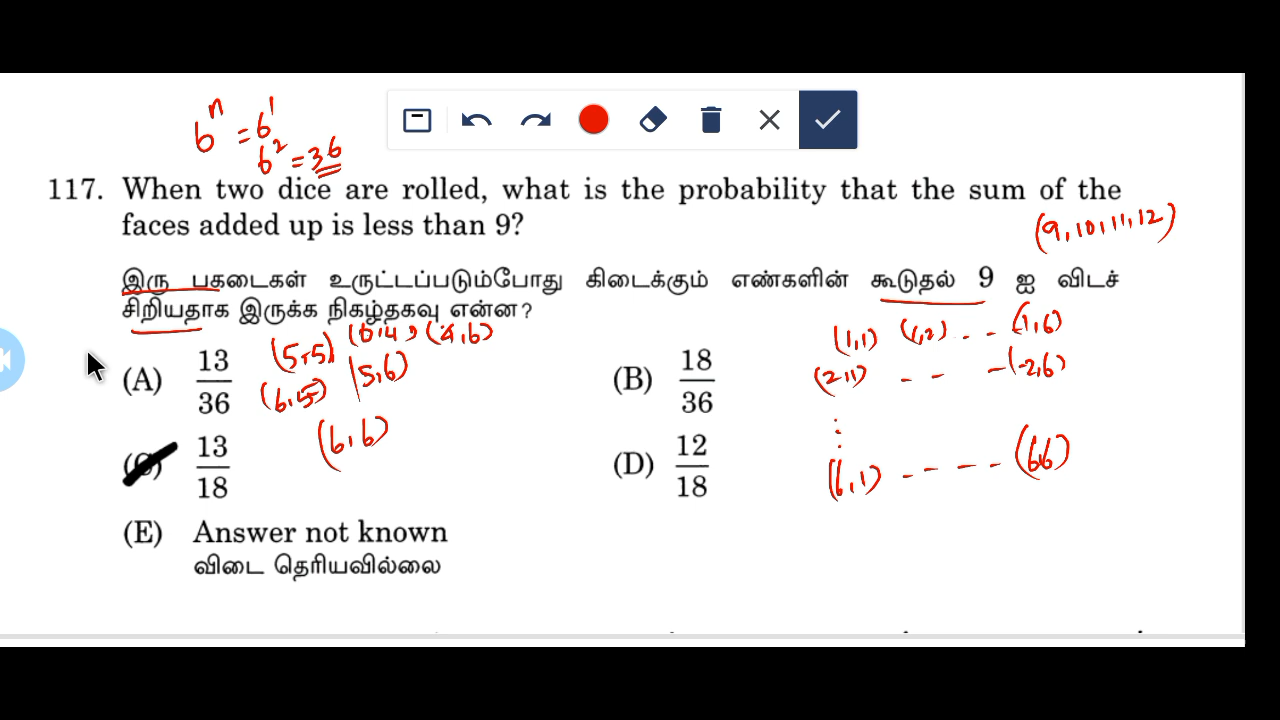 6ⁿ = 6¹
6² = 36
117. When two dice are rolled, what is the probability that the sum of the
faces added up is less than 9?
(9, 10, 11, 12)
இரு பகடைகள் உருட்டப்படும்போது கிடைக்கும் எண்களின் கூடுதல் 9 ஐ விடச்
சிறியதாக இருக்க நிகழ்தகவு என்ன?
(1,1) (1,2) . - - (1,6)
(5,5) (6,4) (4,6)
(A) 13/36
(6,5) (5,6)
(B) 18/36
(2,1) - - - (2,6)
(6,6)
(C) 13/18
(D) 12/18
(6,1) - - - - (6,6)
(E) Answer not known
விடை தெரியவில்லை